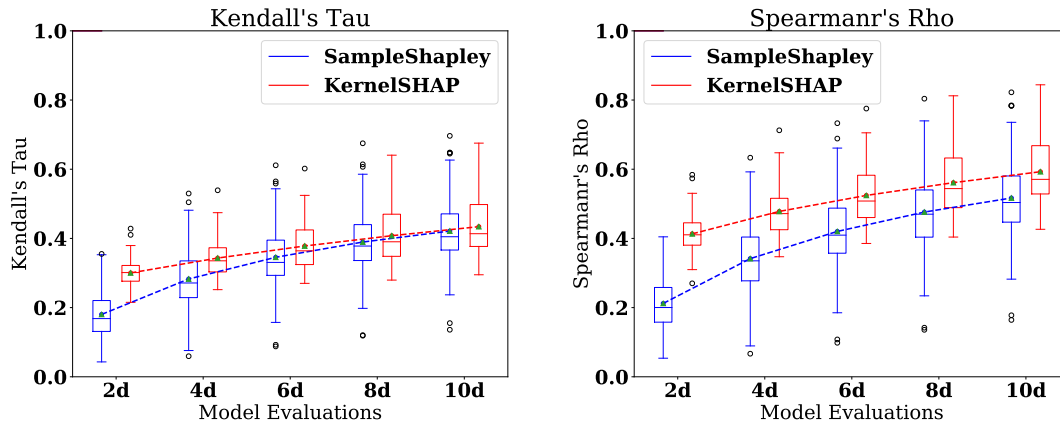 Kendall's Tau
1.0
0.8
0.6
0.4
0.2
0.0
Kendall's Tau
SampleShapley
KernelSHAP
2d 4d 6d 8d 10d
Model Evaluations
Spearmanr's Rho
1.0
0.8
0.6
0.4
0.2
0.0
Spearmanr's Rho
SampleShapley
KernelSHAP
2d 4d 6d 8d 10d
Model Evaluations